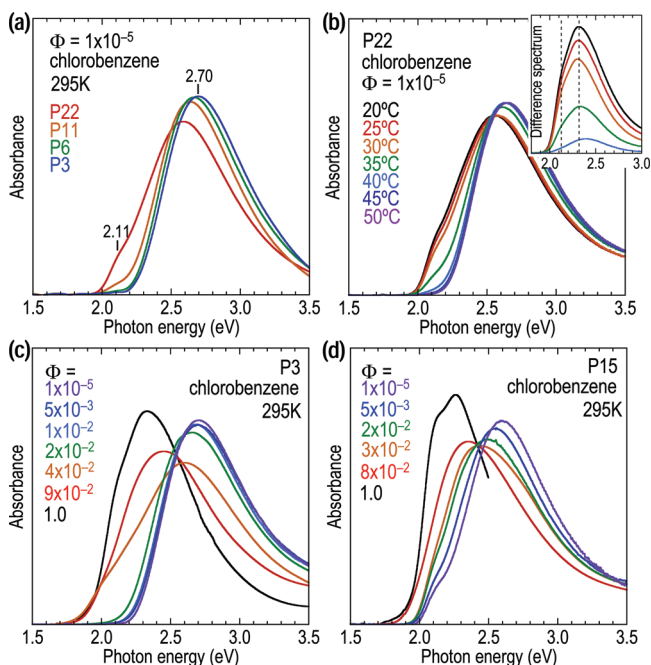 (a)
Φ = 1x10⁻⁵
chlorobenzene
295K
P22
P11
P6
P3
2.70
2.11
Absorbance
1.5 2.0 2.5 3.0 3.5
Photon energy (eV)
(b)
P22
chlorobenzene
Φ = 1x10⁻⁵
20ºC
25ºC
30ºC
35ºC
40ºC
45ºC
50ºC
Difference spectrum
1.5 2.0 2.5 3.0
Absorbance
1.5 2.0 2.5 3.0 3.5
Photon energy (eV)
(c)
Φ =
1x10⁻⁵
5x10⁻³
1x10⁻²
2x10⁻²
4x10⁻²
9x10⁻²
1.0
P3
chlorobenzene
295K
Absorbance
1.5 2.0 2.5 3.0 3.5
Photon energy (eV)
(d)
Φ =
1x10⁻⁵
5x10⁻³
2x10⁻²
3x10⁻²
8x10⁻²
1.0
P15
chlorobenzene
295K
Absorbance
1.5 2.0 2.5 3.0 3.5
Photon energy (eV)